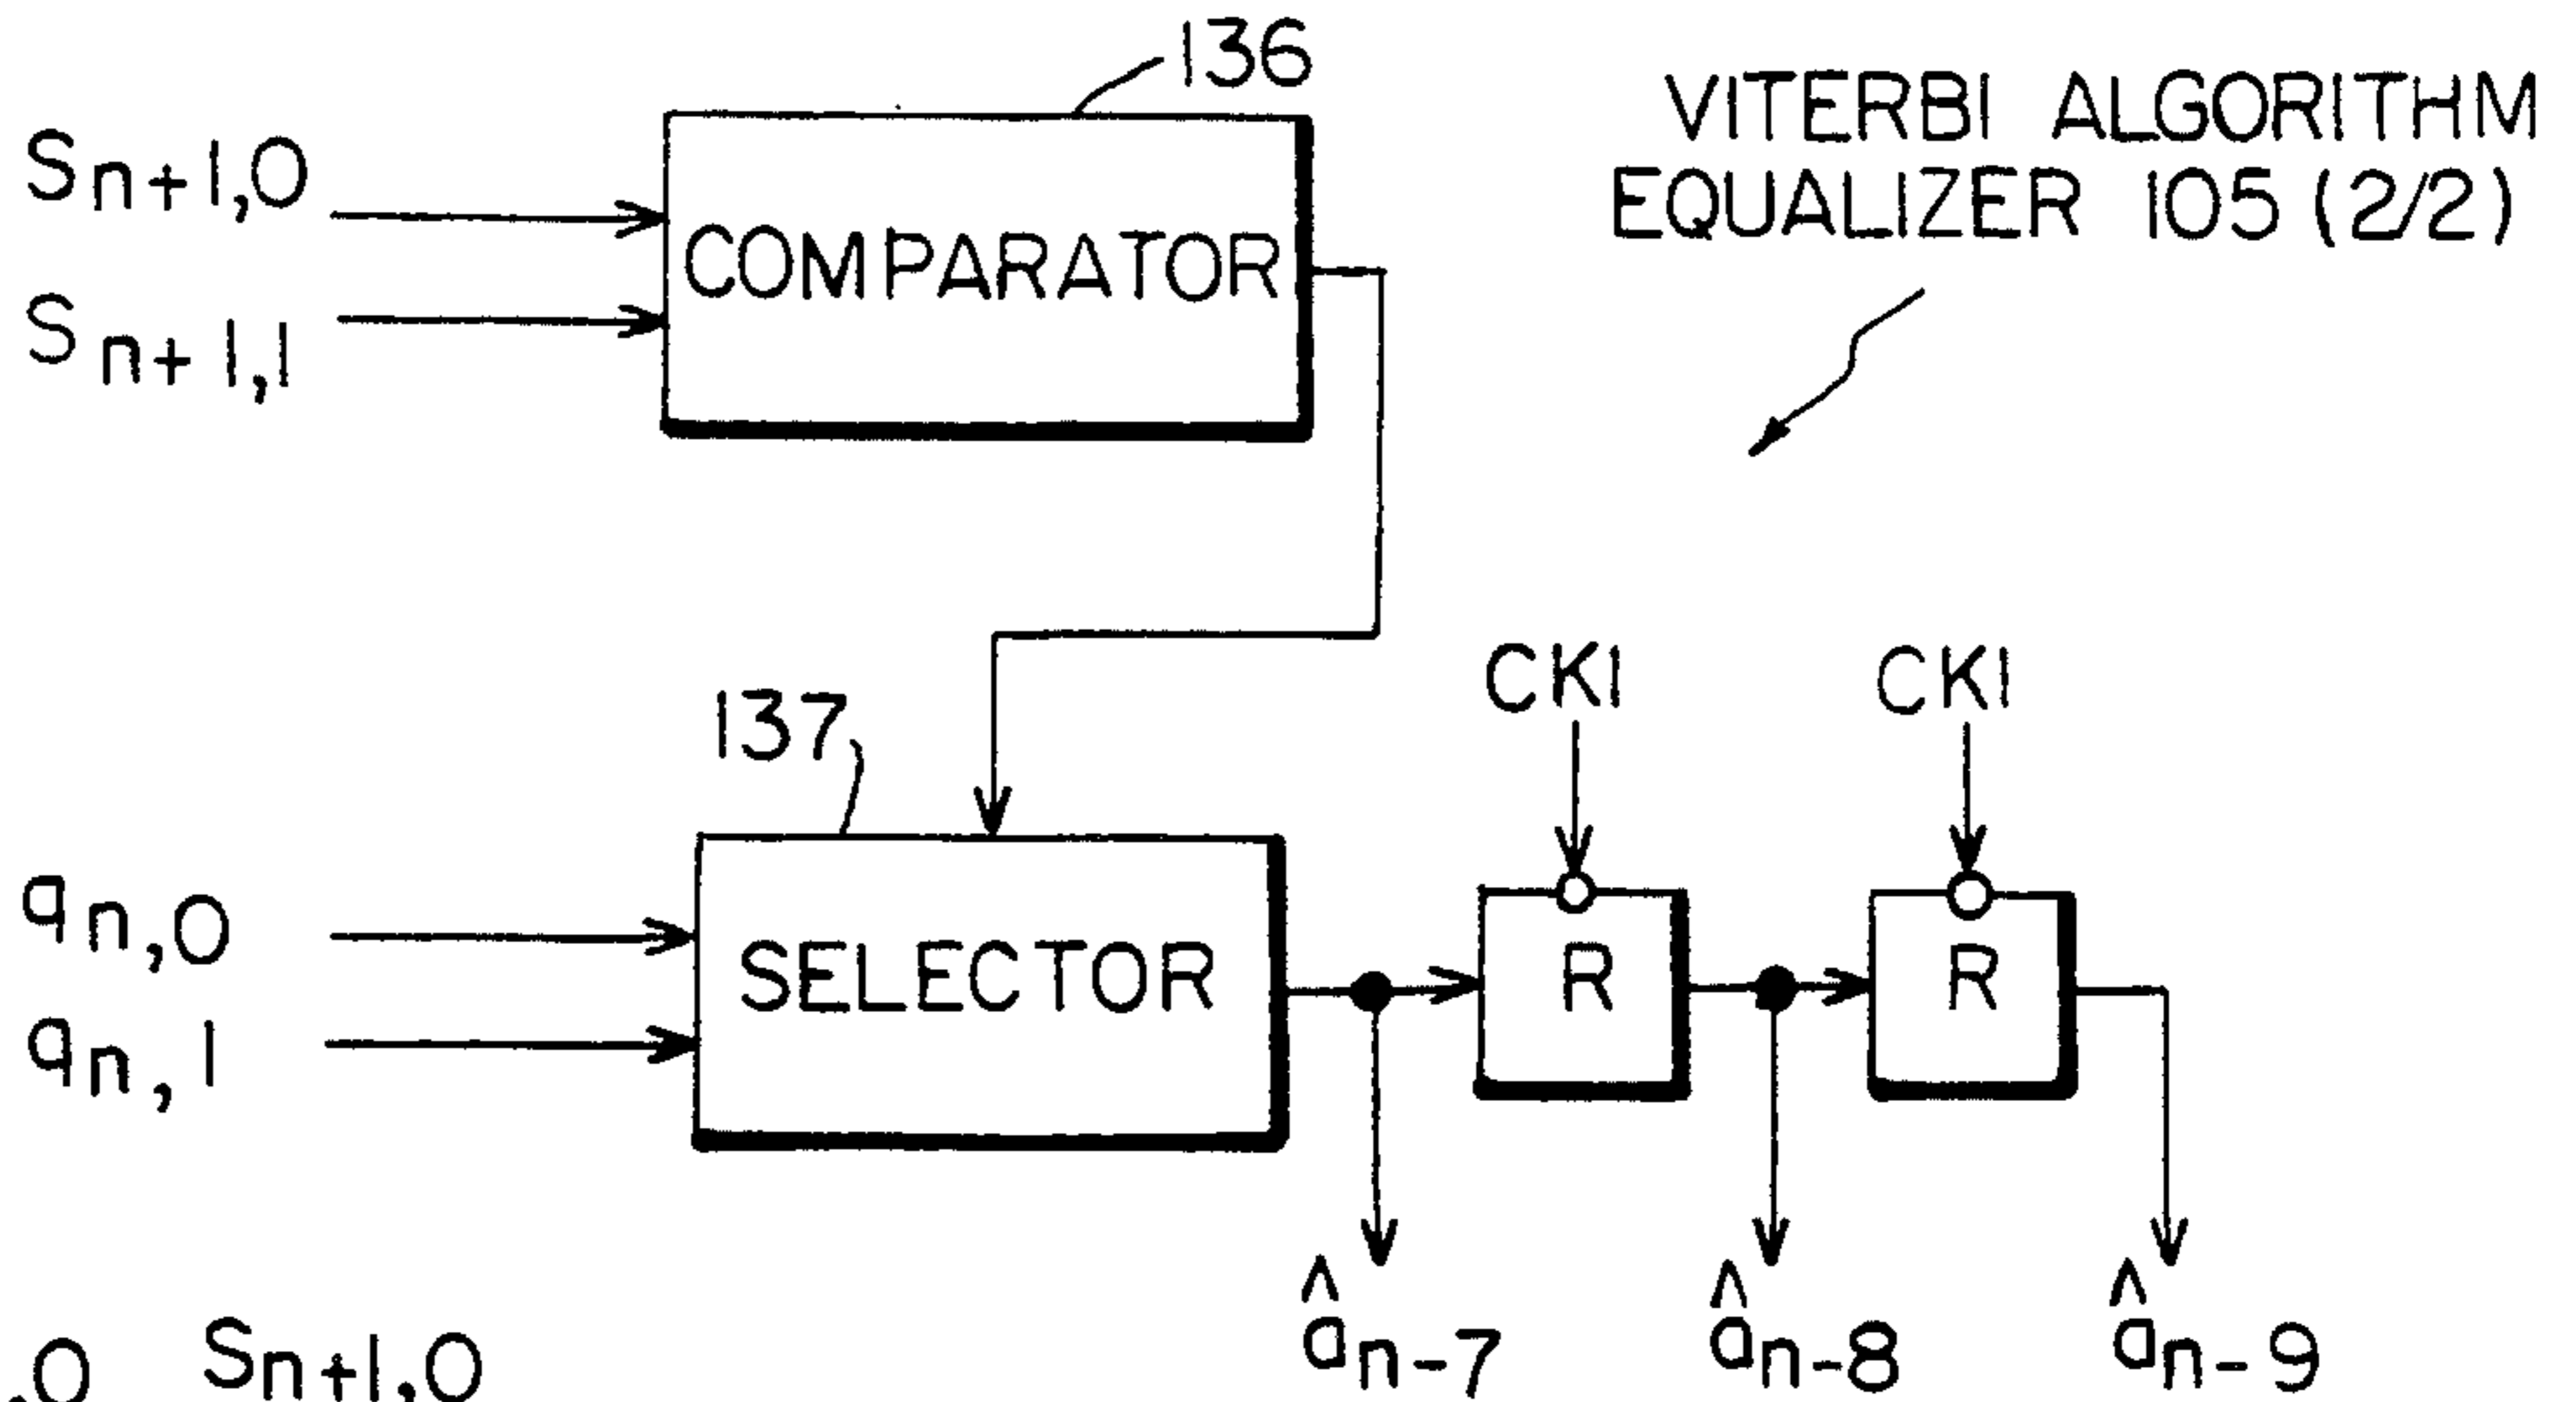 136
VITERBI ALGORITHM
EQUALIZER 105 (2/2)
Sn+1,0
Sn+1,1
COMPARATOR
CK1
CK1
137
qn,0
qn,1
SELECTOR
R
R
ân-7
ân-8
ân-9
,0
Sn+1,0